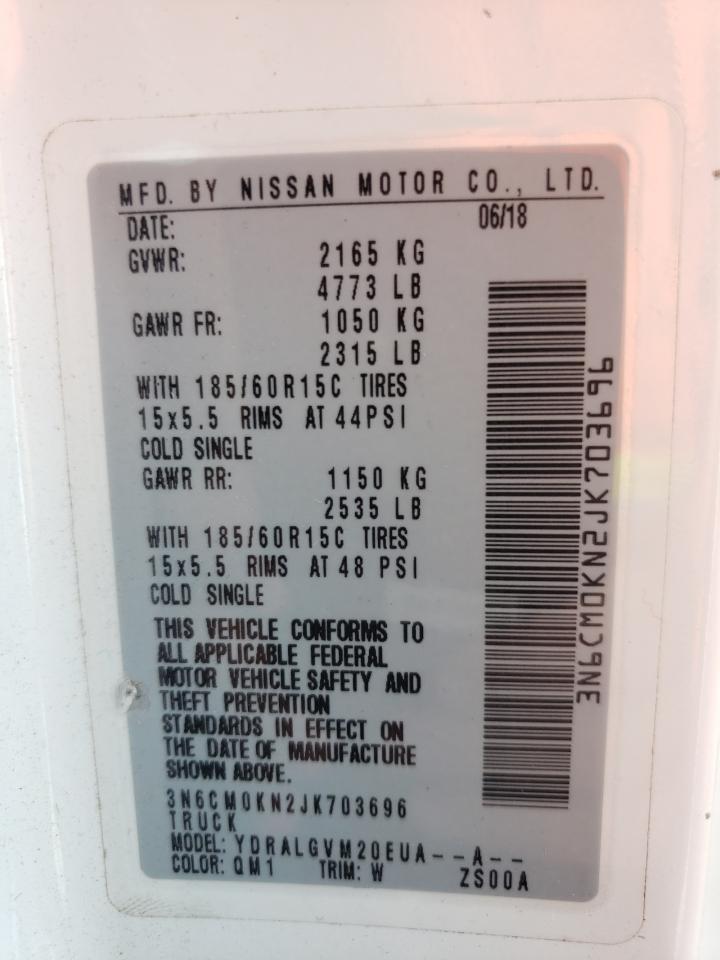 MFD. BY NISSAN MOTOR CO., LTD.
DATE: 06/18
GVWR: 2165 KG
4773 LB
GAWR FR: 1050 KG
2315 LB
WITH 185/60R15C TIRES
15x5.5 RIMS AT 44PSI
COLD SINGLE
GAWR RR: 1150 KG
2535 LB
WITH 185/60R15C TIRES
15x5.5 RIMS AT 48 PSI
COLD SINGLE
THIS VEHICLE CONFORMS TO
ALL APPLICABLE FEDERAL
MOTOR VEHICLE SAFETY AND
THEFT PREVENTION
STANDARDS IN EFFECT ON
THE DATE OF MANUFACTURE
SHOWN ABOVE.
3N6CM0KN2JK703696
TRUCK
MODEL: YDRALGVM20EUA--A--
COLOR: QM1 TRIM: W ZS00A
3N6CM0KN2JK703696